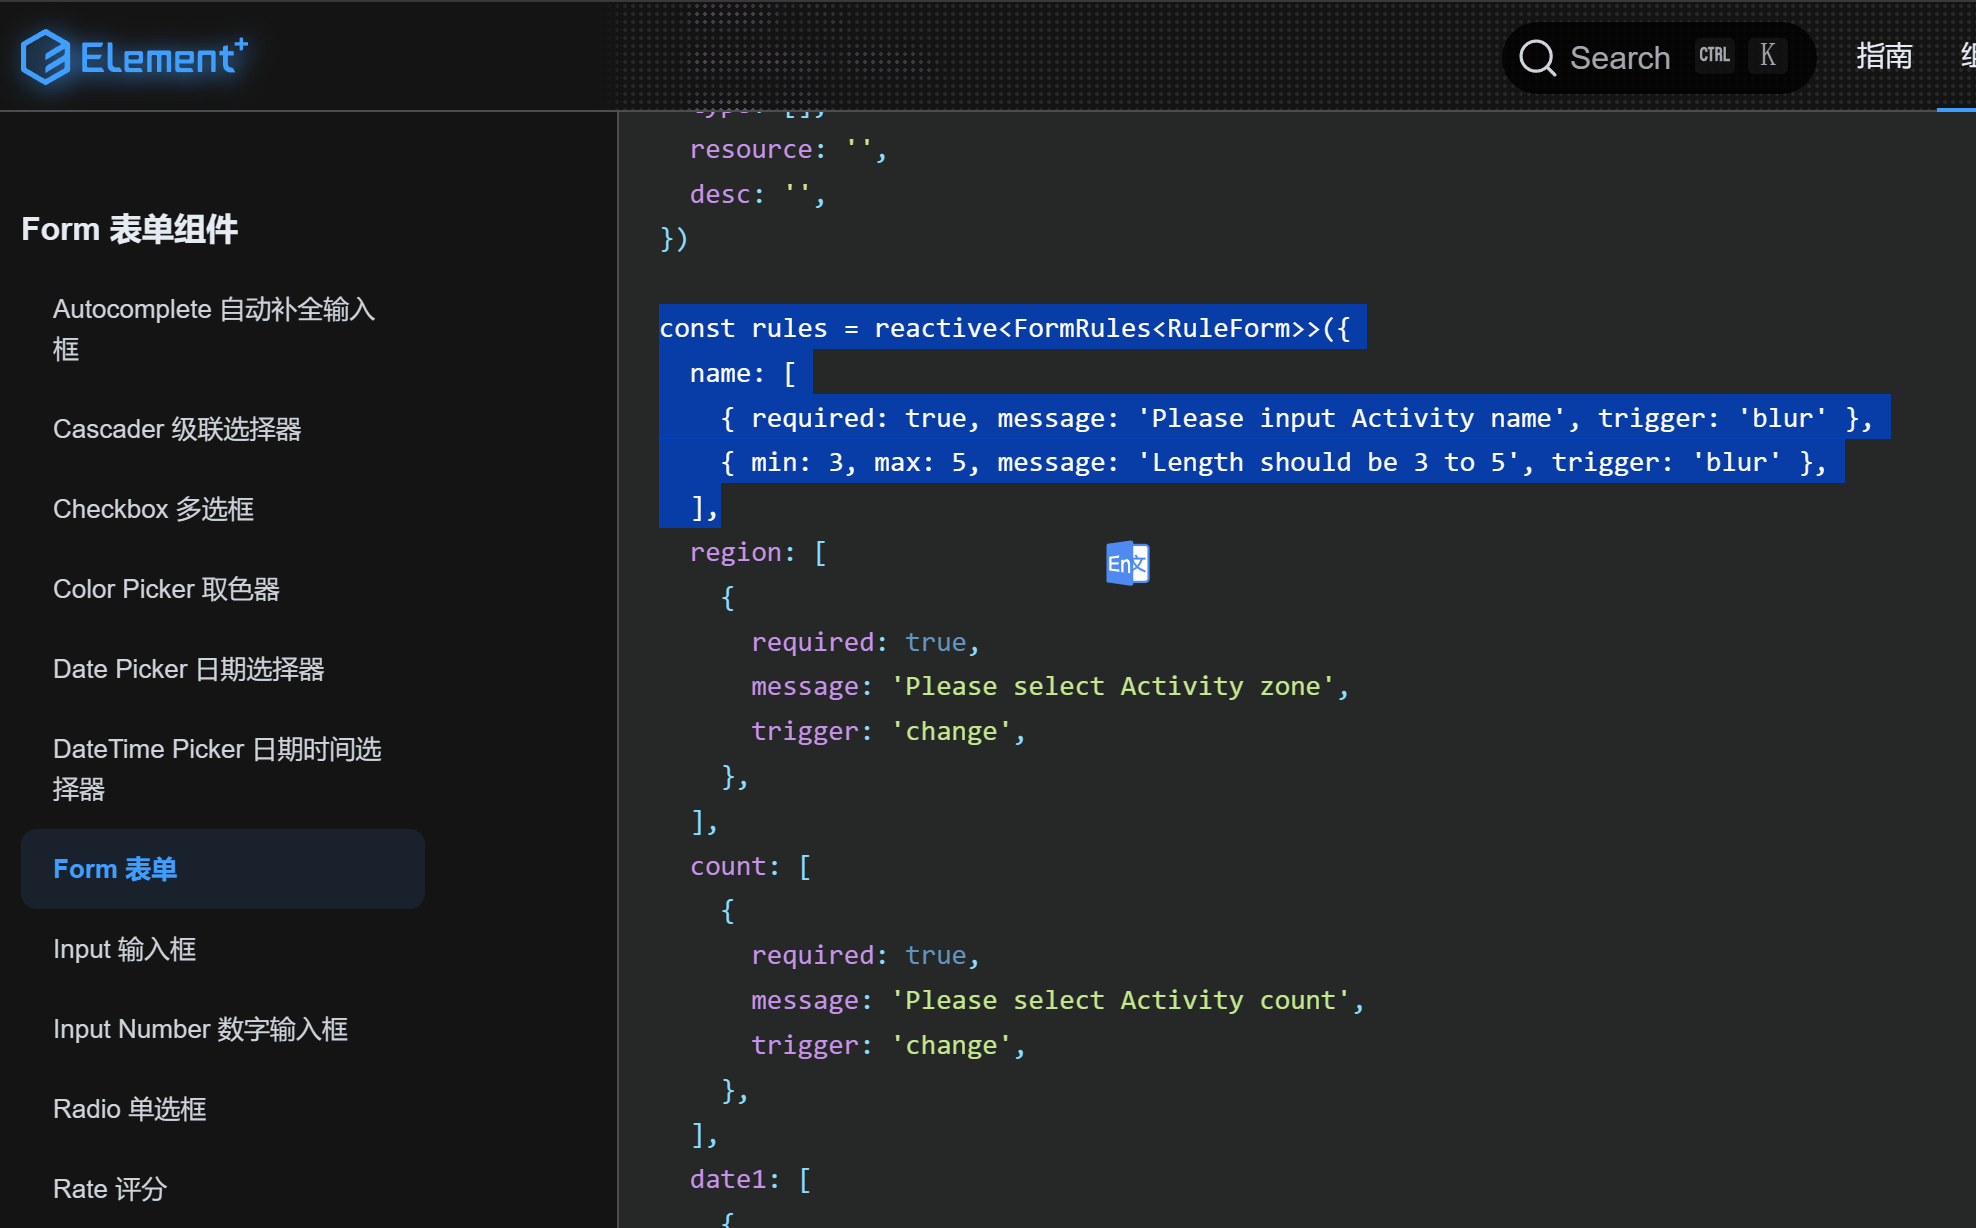 Element+
Search CTRL K 指南
Form 表单组件
Autocomplete 自动补全输入
框
Cascader 级联选择器
Checkbox 多选框
Color Picker 取色器
Date Picker 日期选择器
DateTime Picker 日期时间选
择器
Form 表单
Input 输入框
Input Number 数字输入框
Radio 单选框
Rate 评分
type: [],
resource: '',
desc: '',
})
const rules = reactive<FormRules<RuleForm>>({
name: [
{ required: true, message: 'Please input Activity name', trigger: 'blur' },
{ min: 3, max: 5, message: 'Length should be 3 to 5', trigger: 'blur' },
],
region: [
En文
{
required: true,
message: 'Please select Activity zone',
trigger: 'change',
},
],
count: [
{
required: true,
message: 'Please select Activity count',
trigger: 'change',
},
],
date1: [
{